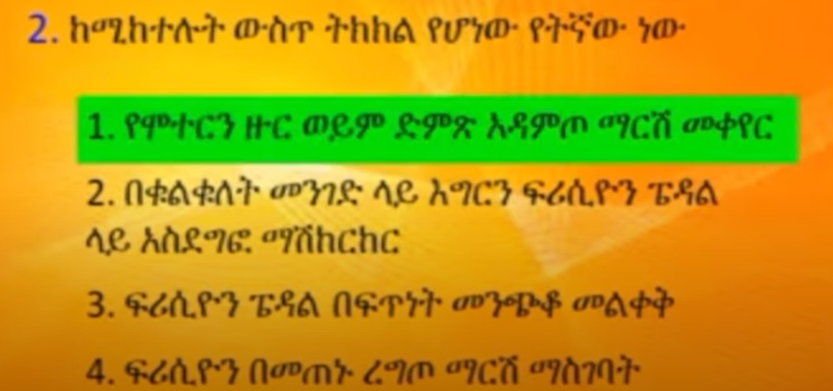 2. ከሚከተሉት ውስጥ ትክክል የሆነው የትኛው ነው
1. የሞተርን ዙር ወይም ድምጽ አዳምጦ ማርሽ መቀየር
2. በቁልቁለት መንገድ ላይ እግርን ፍሪሲዮን ፔዳል
ላይ አስደግፎ ማሽከርከር
3. ፍሪሲዮን ፔዳል በፍጥነት መንጭቆ መልቀቅ
4. ፍሪሲዮን በመጠኑ ረግጦ ማርሽ ማስገባት